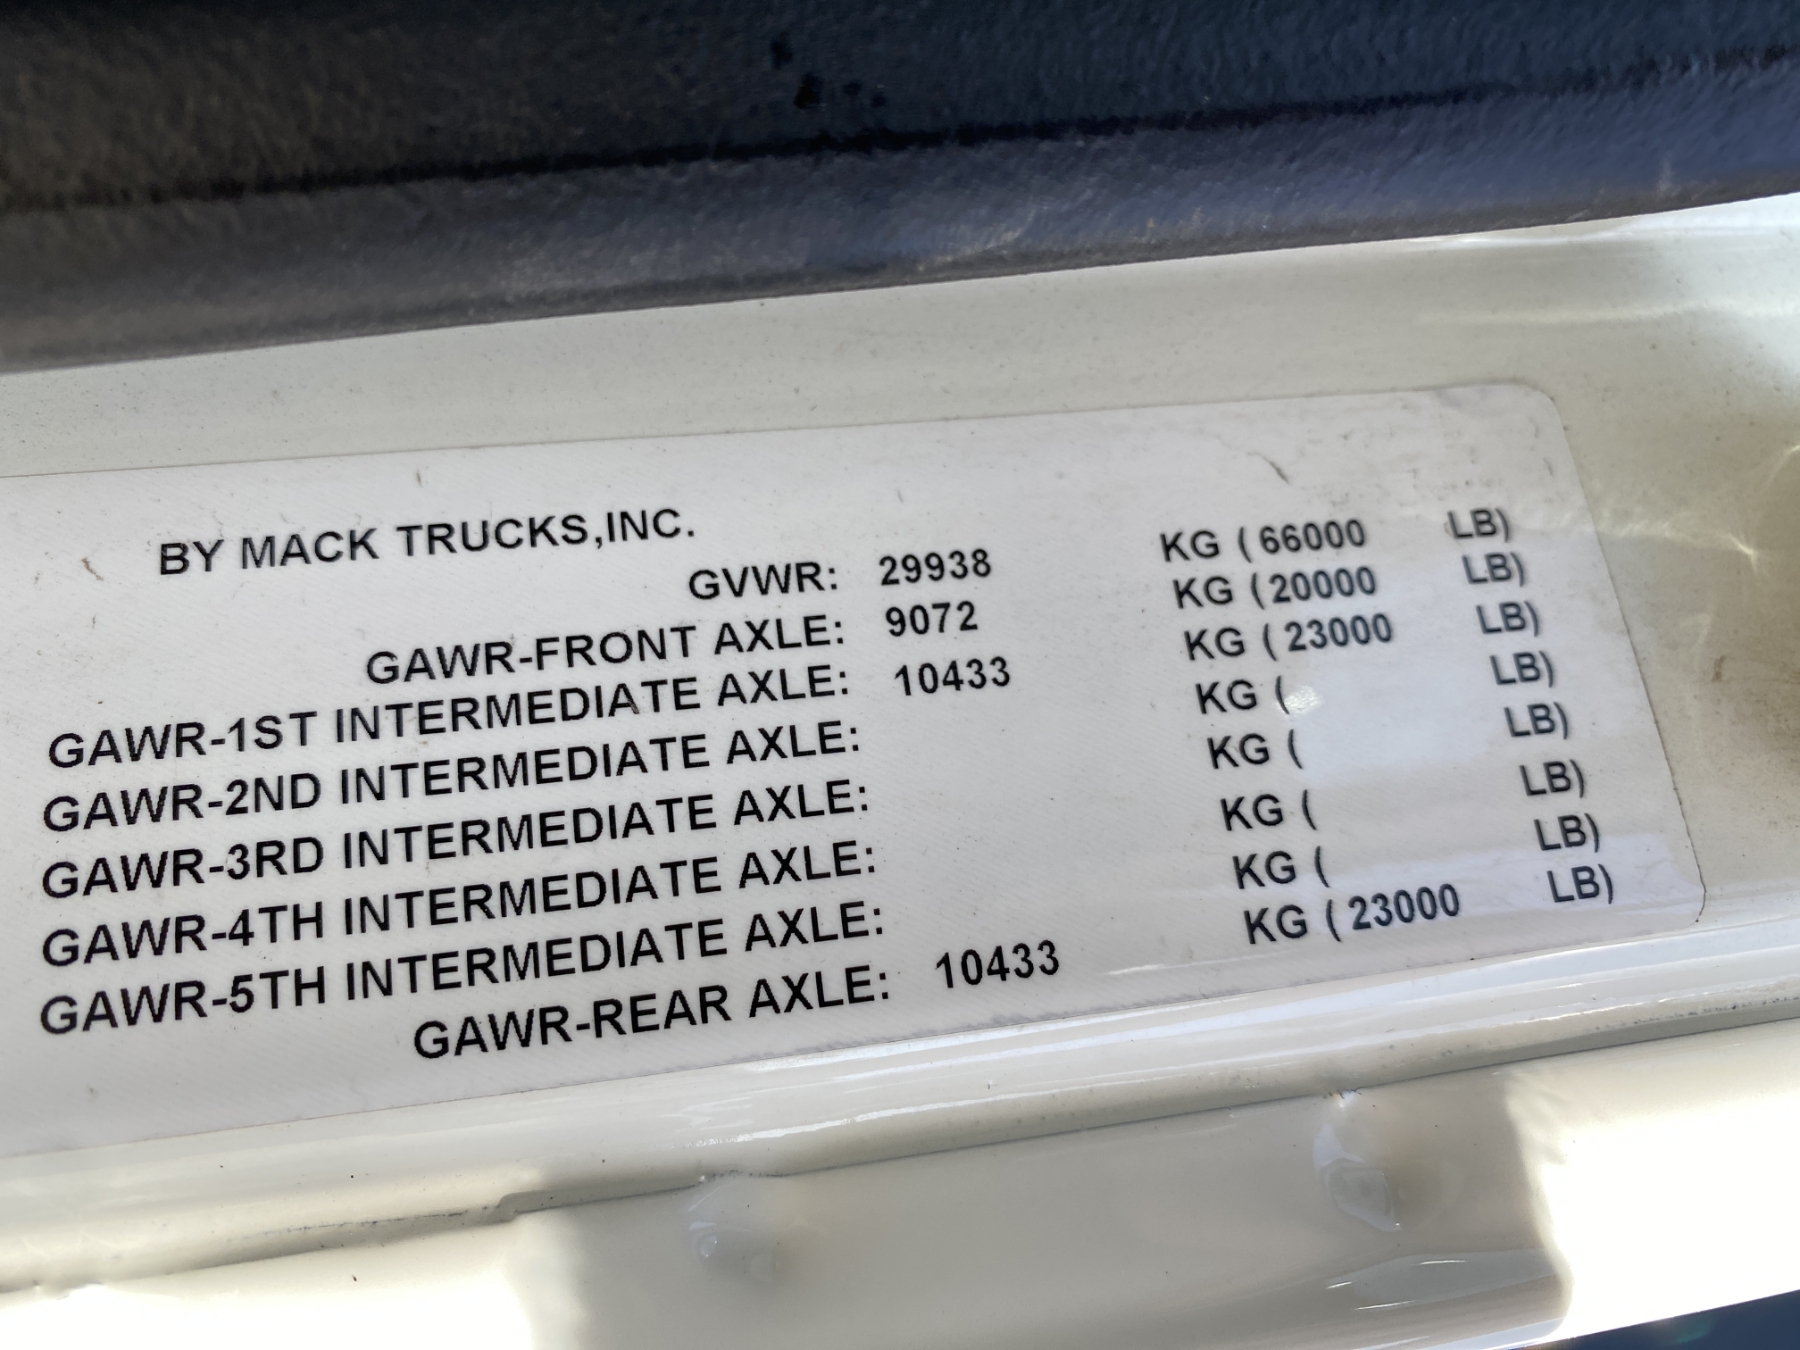 BY MACK TRUCKS,INC.
GVWR: 29938 KG (66000 LB)
GAWR-FRONT AXLE: 9072 KG (20000 LB)
GAWR-1ST INTERMEDIATE AXLE: 10433 KG (23000 LB)
GAWR-2ND INTERMEDIATE AXLE: KG ( LB)
GAWR-3RD INTERMEDIATE AXLE: KG ( LB)
GAWR-4TH INTERMEDIATE AXLE: KG ( LB)
GAWR-5TH INTERMEDIATE AXLE: KG ( LB)
GAWR-REAR AXLE: 10433 KG (23000 LB)